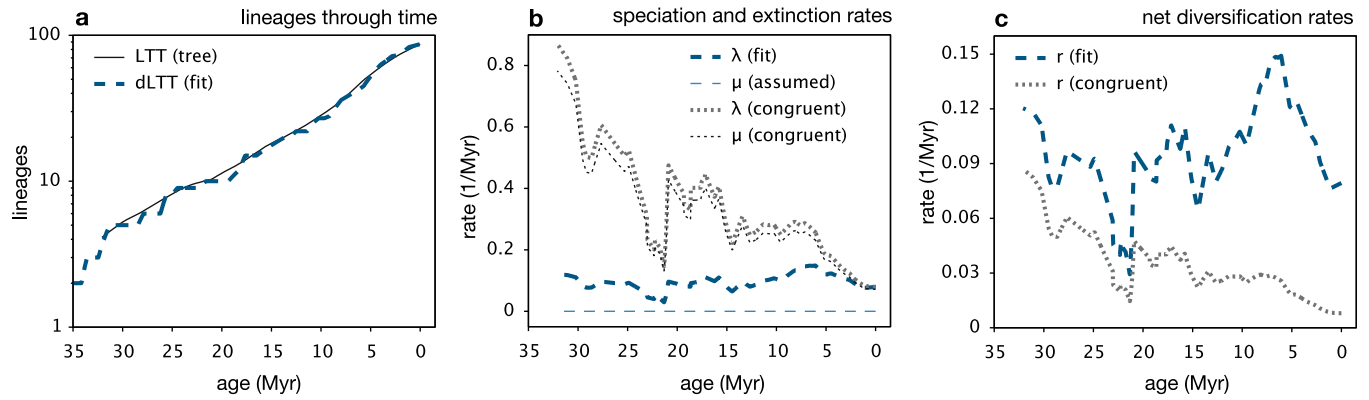 a lineages through time
100
10
1
lineages
LTT (tree)
dLTT (fit)
35 30 25 20 15 10 5 0
age (Myr)
b speciation and extinction rates
0.8
0.6
0.4
0.2
0
rate (1/Myr)
λ (fit)
μ (assumed)
λ (congruent)
μ (congruent)
35 30 25 20 15 10 5 0
age (Myr)
c net diversification rates
0.15
0.12
0.09
0.06
0.03
0
rate (1/Myr)
r (fit)
r (congruent)
35 30 25 20 15 10 5 0
age (Myr)